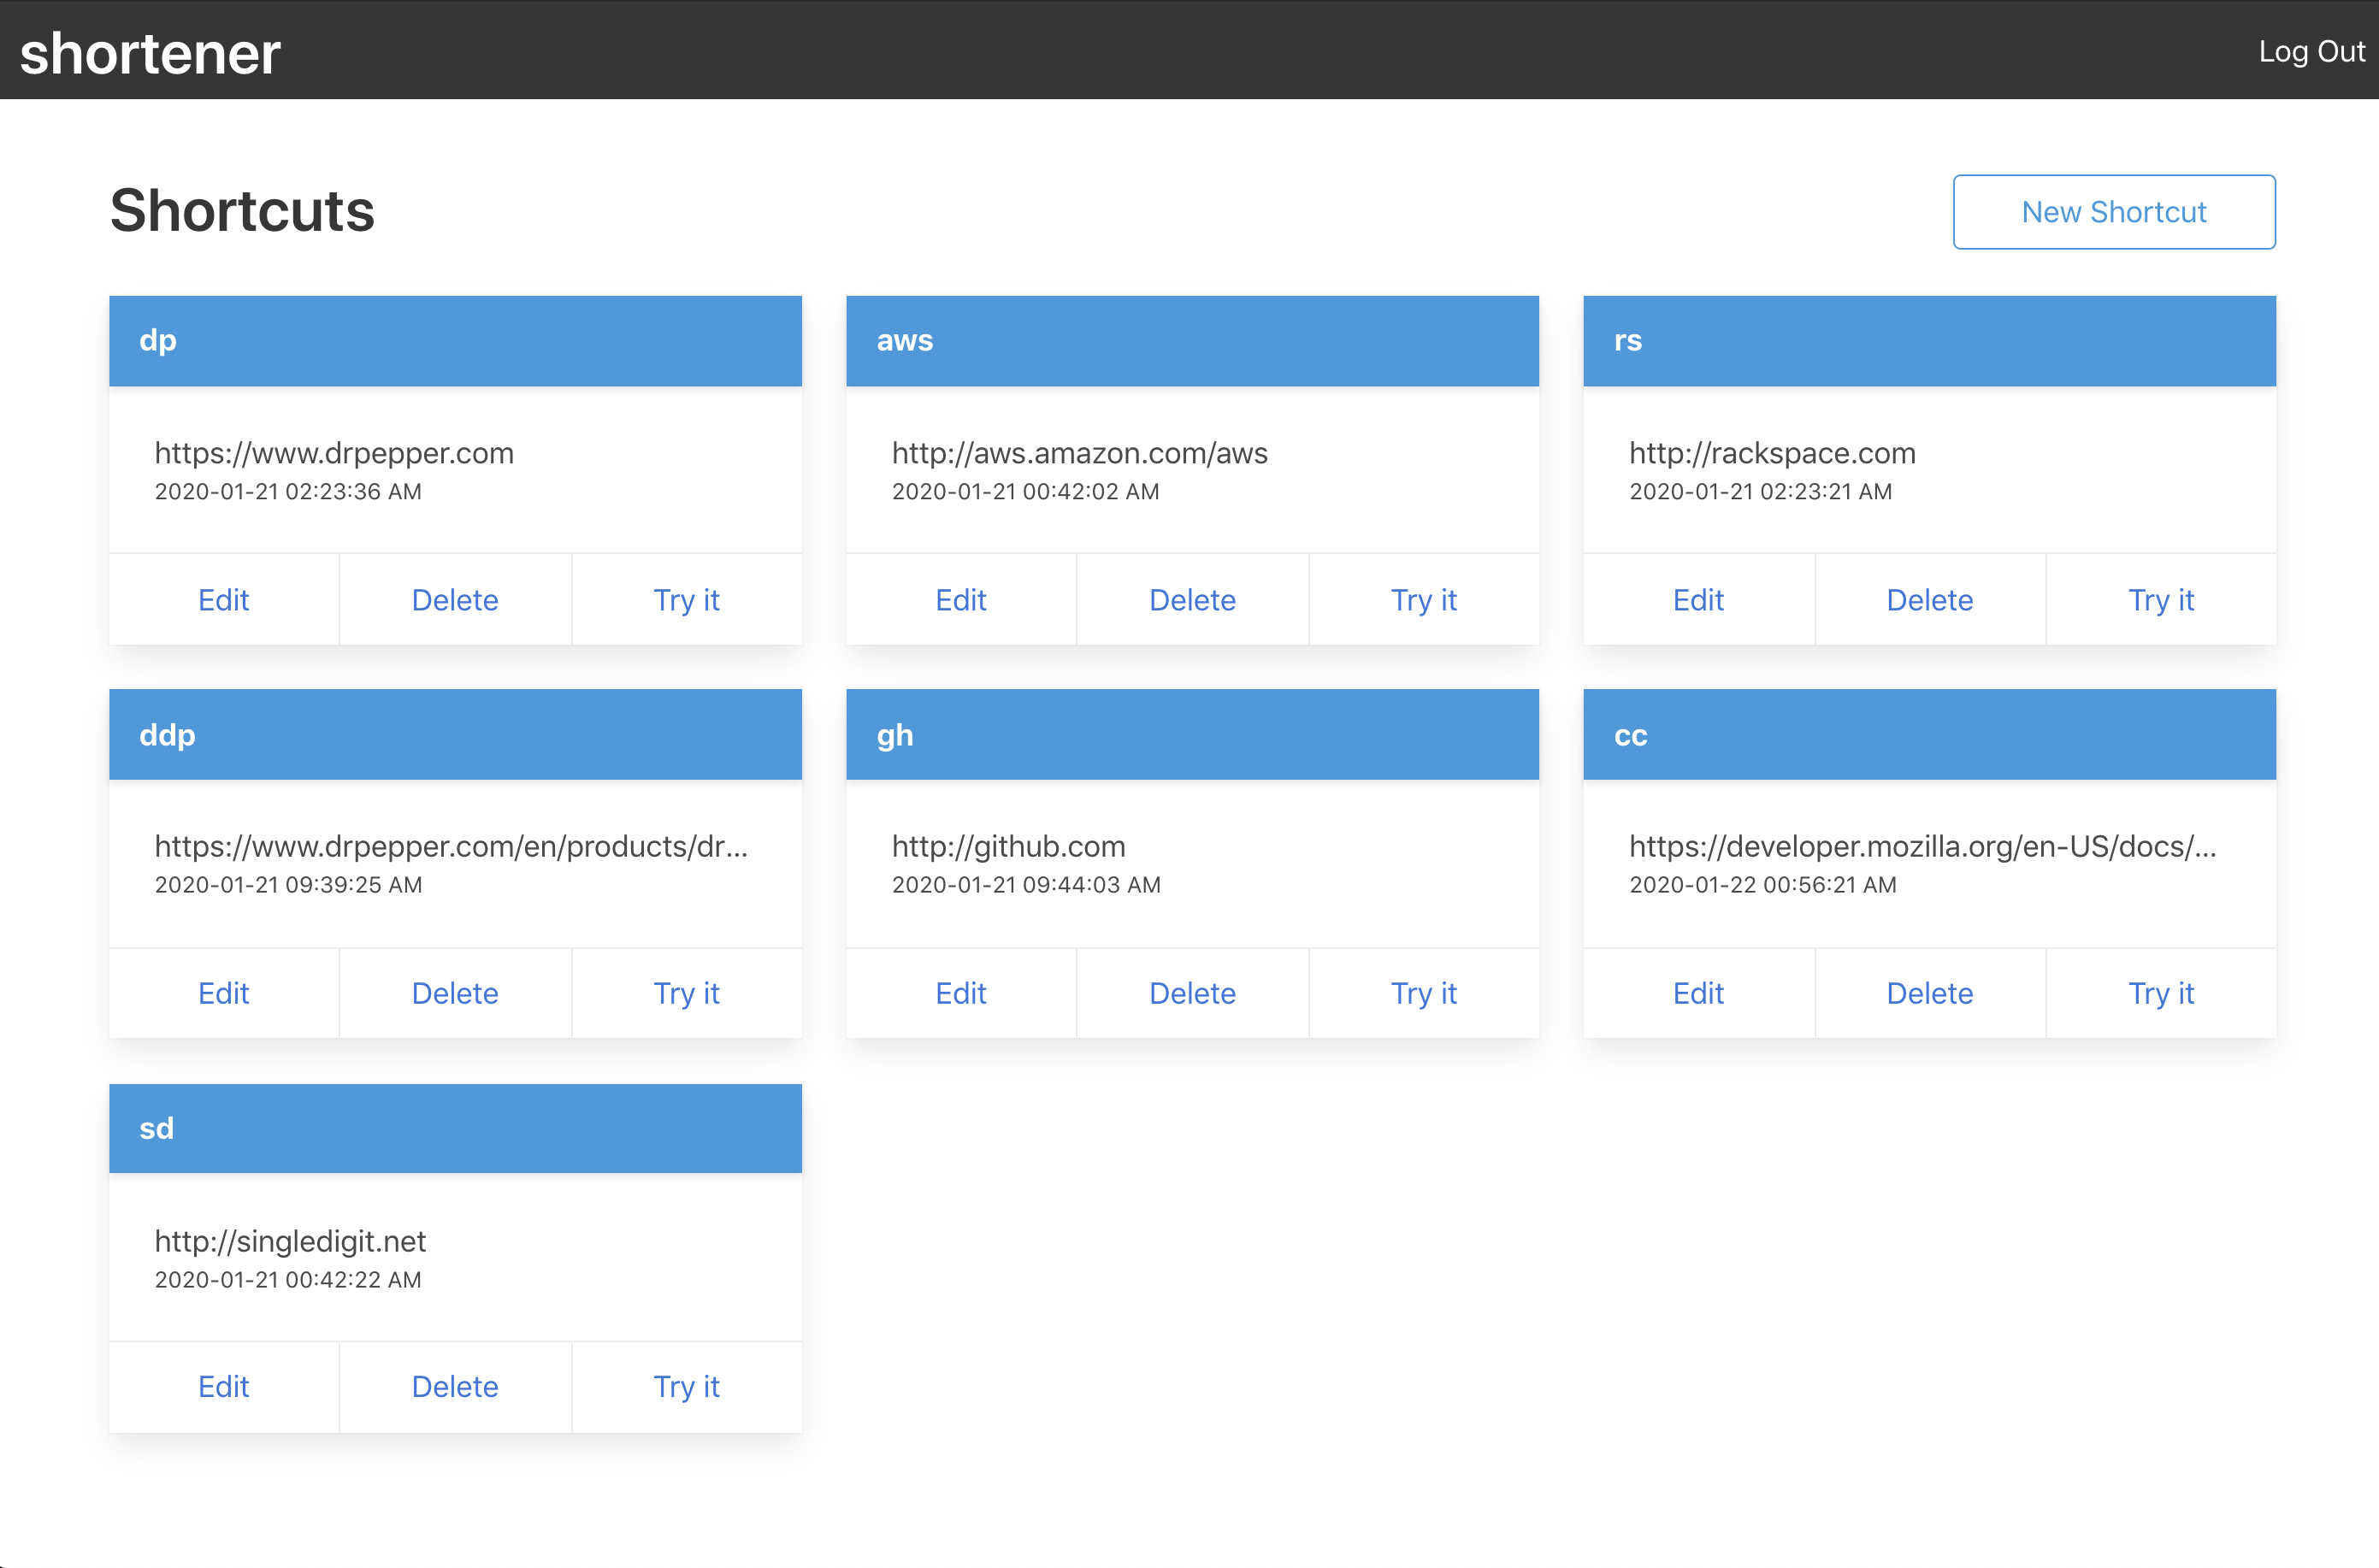 shortener
Log Out
Shortcuts
New Shortcut
dp
https://www.drpepper.com
2020-01-21 02:23:36 AM
Edit Delete Try it
aws
http://aws.amazon.com/aws
2020-01-21 00:42:02 AM
Edit Delete Try it
rs
http://rackspace.com
2020-01-21 02:23:21 AM
Edit Delete Try it
ddp
https://www.drpepper.com/en/products/dr...
2020-01-21 09:39:25 AM
Edit Delete Try it
gh
http://github.com
2020-01-21 09:44:03 AM
Edit Delete Try it
cc
https://developer.mozilla.org/en-US/docs/...
2020-01-22 00:56:21 AM
Edit Delete Try it
sd
http://singledigit.net
2020-01-21 00:42:22 AM
Edit Delete Try it